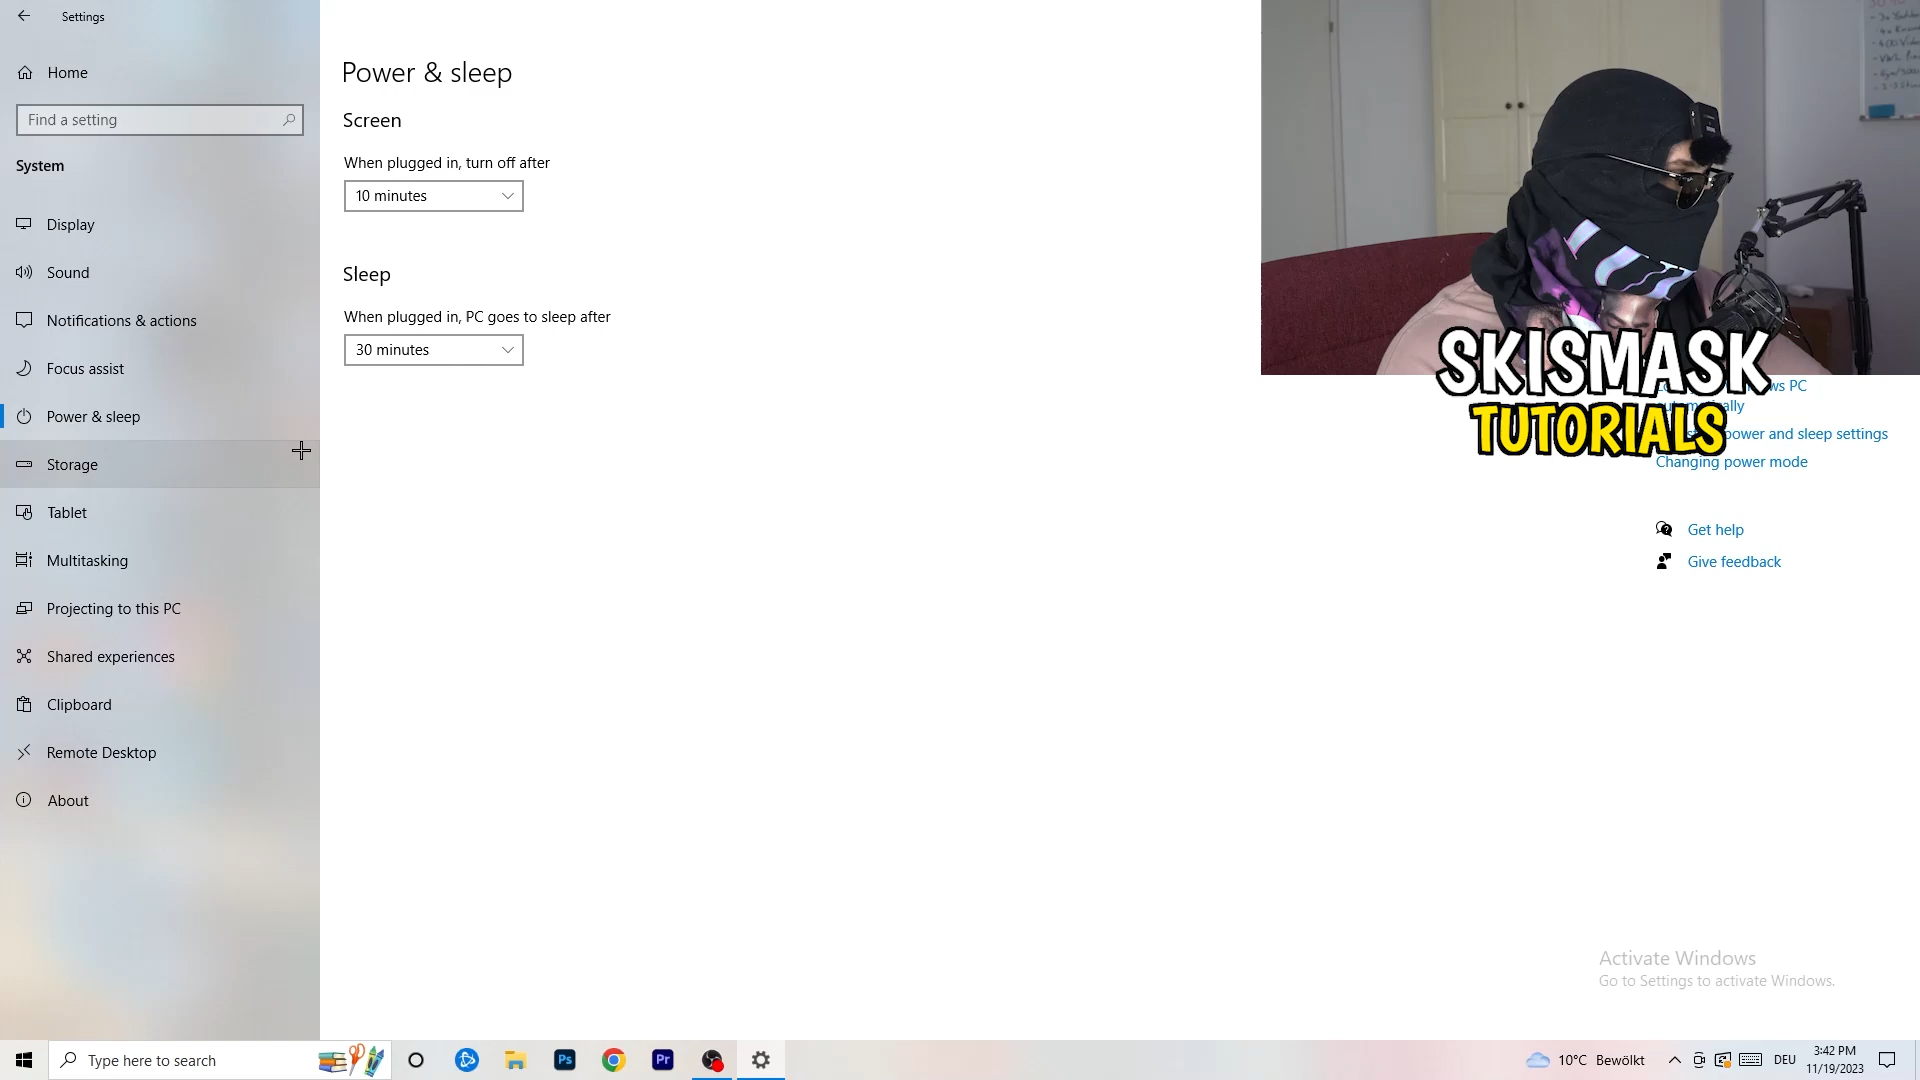 Settings
Home
Find a setting
System
Display
Sound
Notifications & actions
Focus assist
Power & sleep
Storage
Tablet
Multitasking
Projecting to this PC
Shared experiences
Clipboard
Remote Desktop
About
Power & sleep
Screen
When plugged in, turn off after
10 minutes
Sleep
When plugged in, PC goes to sleep after
30 minutes
SKISMASK
TUTORIALS
PC
power and sleep settings
Changing power mode
Get help
Give feedback
Activate Windows
Go to Settings to activate Windows.
Type here to search
Ps
Pr
10°C Bewölkt
DEU
3:42 PM
11/19/2023